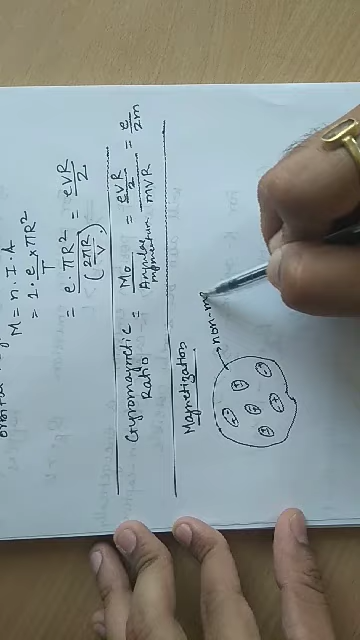 orbital
M = n. I. A
= 1. e/T × πR²
= e. πR² / (2πR/V) = eVR/2
Gyromagnetic Ratio = Mo / Angular momentum = eVR/2 / mVR = e/2m
Magnetization
→ non-m